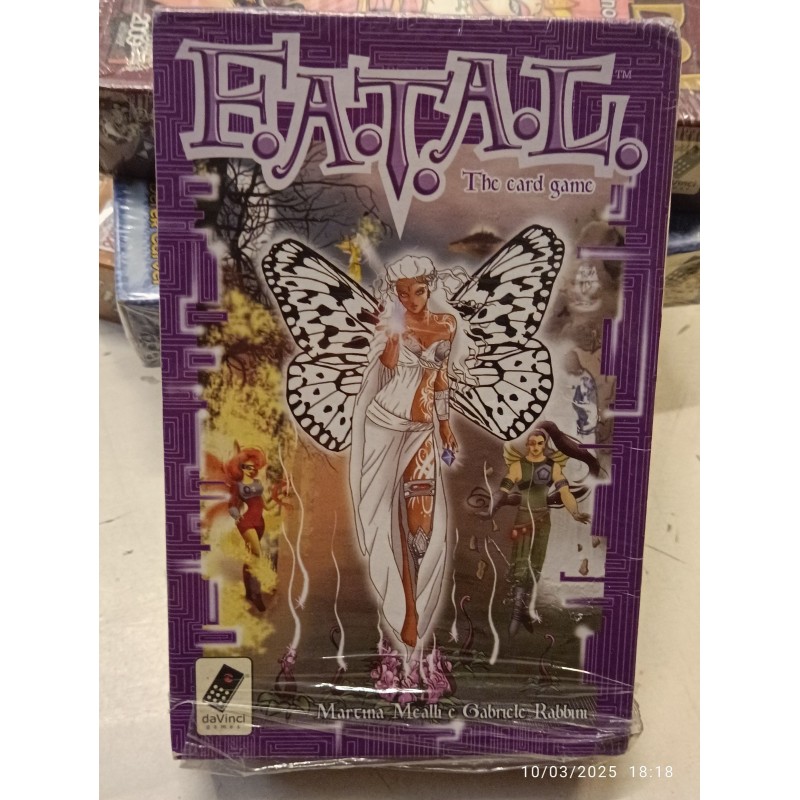 F.A.T.A.L.™
The card game
daVinci
games
Martina Mealli e Gabriele Rabbini
10/03/2025 18:18